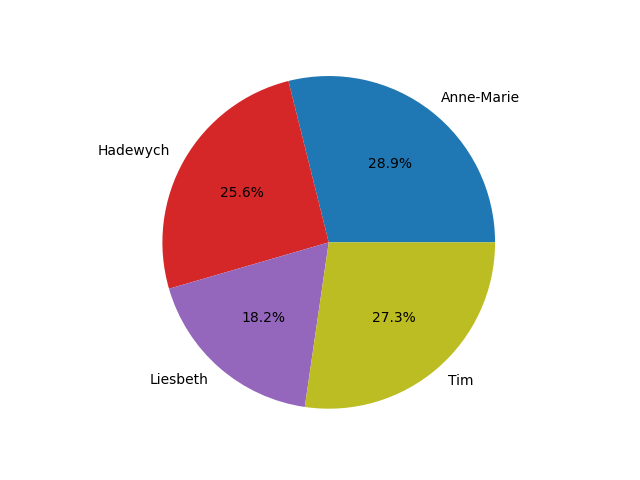 Anne-Marie
28.9%
Hadewych
25.6%
Liesbeth
18.2%
Tim
27.3%